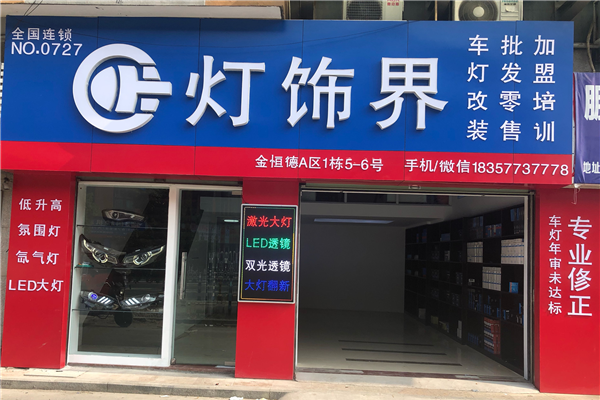 全国连锁
NO.0727
灯饰界
车灯改装
批发零售
加盟培训
金恒德A区1栋5-6号 手机/微信18357737778
低升高
氛围灯
氙气灯
LED大灯
激光大灯
LED透镜
双光透镜
大灯翻新
车灯年审未达标
专业修正
地址